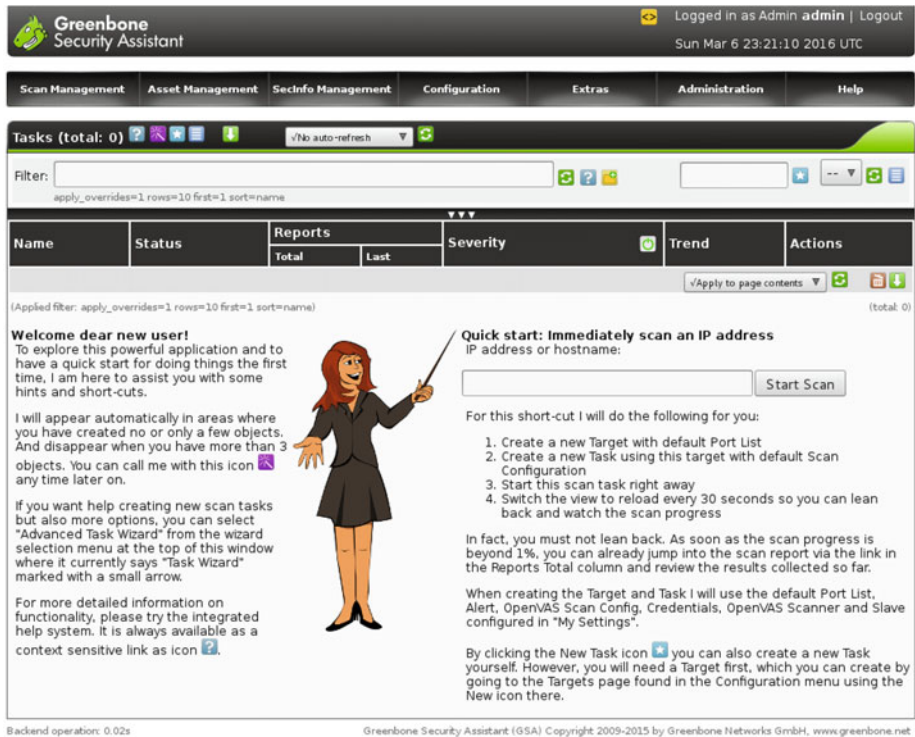 Greenbone
Security Assistant
Logged in as Admin admin | Logout
Sun Mar 6 23:21:10 2016 UTC
Scan Management
Asset Management
SecInfo Management
Configuration
Extras
Administration
Help
Tasks (total: 0)
√No auto-refresh
Filter:
--
apply_overrides=1 rows=10 first=1 sort=name
Name
Status
Reports
Total
Last
Severity
Trend
Actions
√Apply to page contents
(Applied filter: apply_overrides=1 rows=10 first=1 sort=name)
(total: 0)
Welcome dear new user!
To explore this powerful application and to
have a quick start for doing things the first
time, I am here to assist you with some
hints and short-cuts.
I will appear automatically in areas where
you have created no or only a few objects.
And disappear when you have more than 3
objects. You can call me with this icon
any time later on.
If you want help creating new scan tasks
but also more options, you can select
"Advanced Task Wizard" from the wizard
selection menu at the top of this window
where it currently says "Task Wizard"
marked with a small arrow.
For more detailed information on
functionality, please try the integrated
help system. It is always available as a
context sensitive link as icon ?.
Quick start: Immediately scan an IP address
IP address or hostname:
Start Scan
For this short-cut I will do the following for you:
1. Create a new Target with default Port List
2. Create a new Task using this target with default Scan
Configuration
3. Start this scan task right away
4. Switch the view to reload every 30 seconds so you can lean
back and watch the scan progress
In fact, you must not lean back. As soon as the scan progress is
beyond 1%, you can already jump into the scan report via the link in
the Reports Total column and review the results collected so far.
When creating the Target and Task I will use the default Port List,
Alert, OpenVAS Scan Config, Credentials, OpenVAS Scanner and Slave
configured in "My Settings".
By clicking the New Task icon you can also create a new Task
yourself. However, you will need a Target first, which you can create by
going to the Targets page found in the Configuration menu using the
New icon there.
Backend operation: 0.02s
Greenbone Security Assistant (GSA) Copyright 2009-2015 by Greenbone Networks GmbH, www.greenbone.net